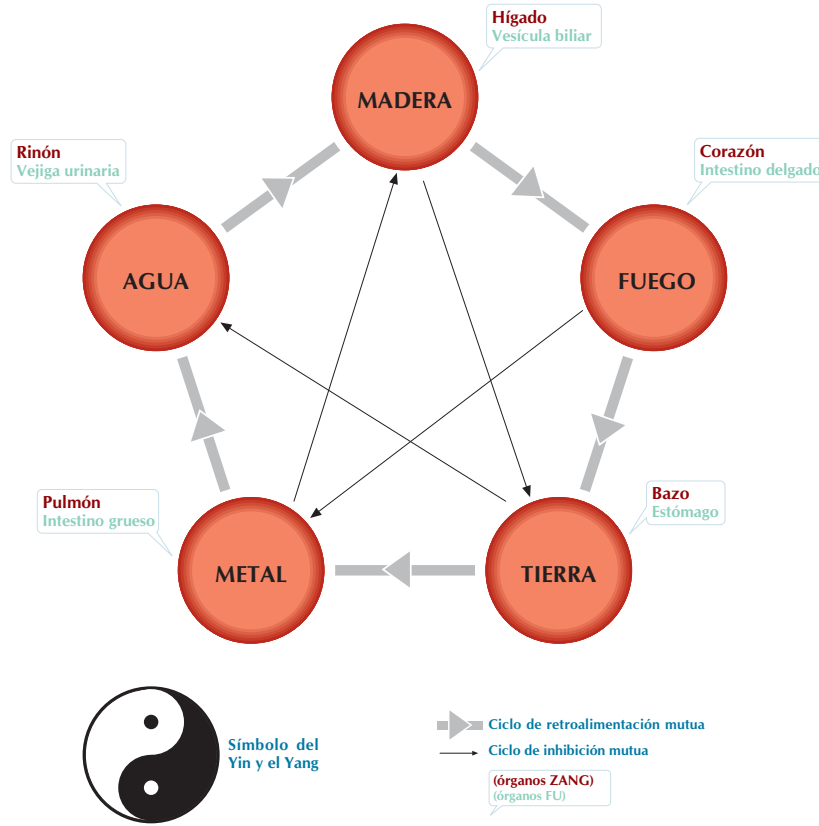 Hígado
Vesícula biliar
MADERA
Rinón
Vejiga urinaria
Corazón
Intestino delgado
AGUA
FUEGO
Pulmón
Intestino grueso
Bazo
Estómago
METAL
TIERRA
Símbolo del
Yin y el Yang
Ciclo de retroalimentación mutua
Ciclo de inhibición mutua
(órganos ZANG)
(órganos FU)